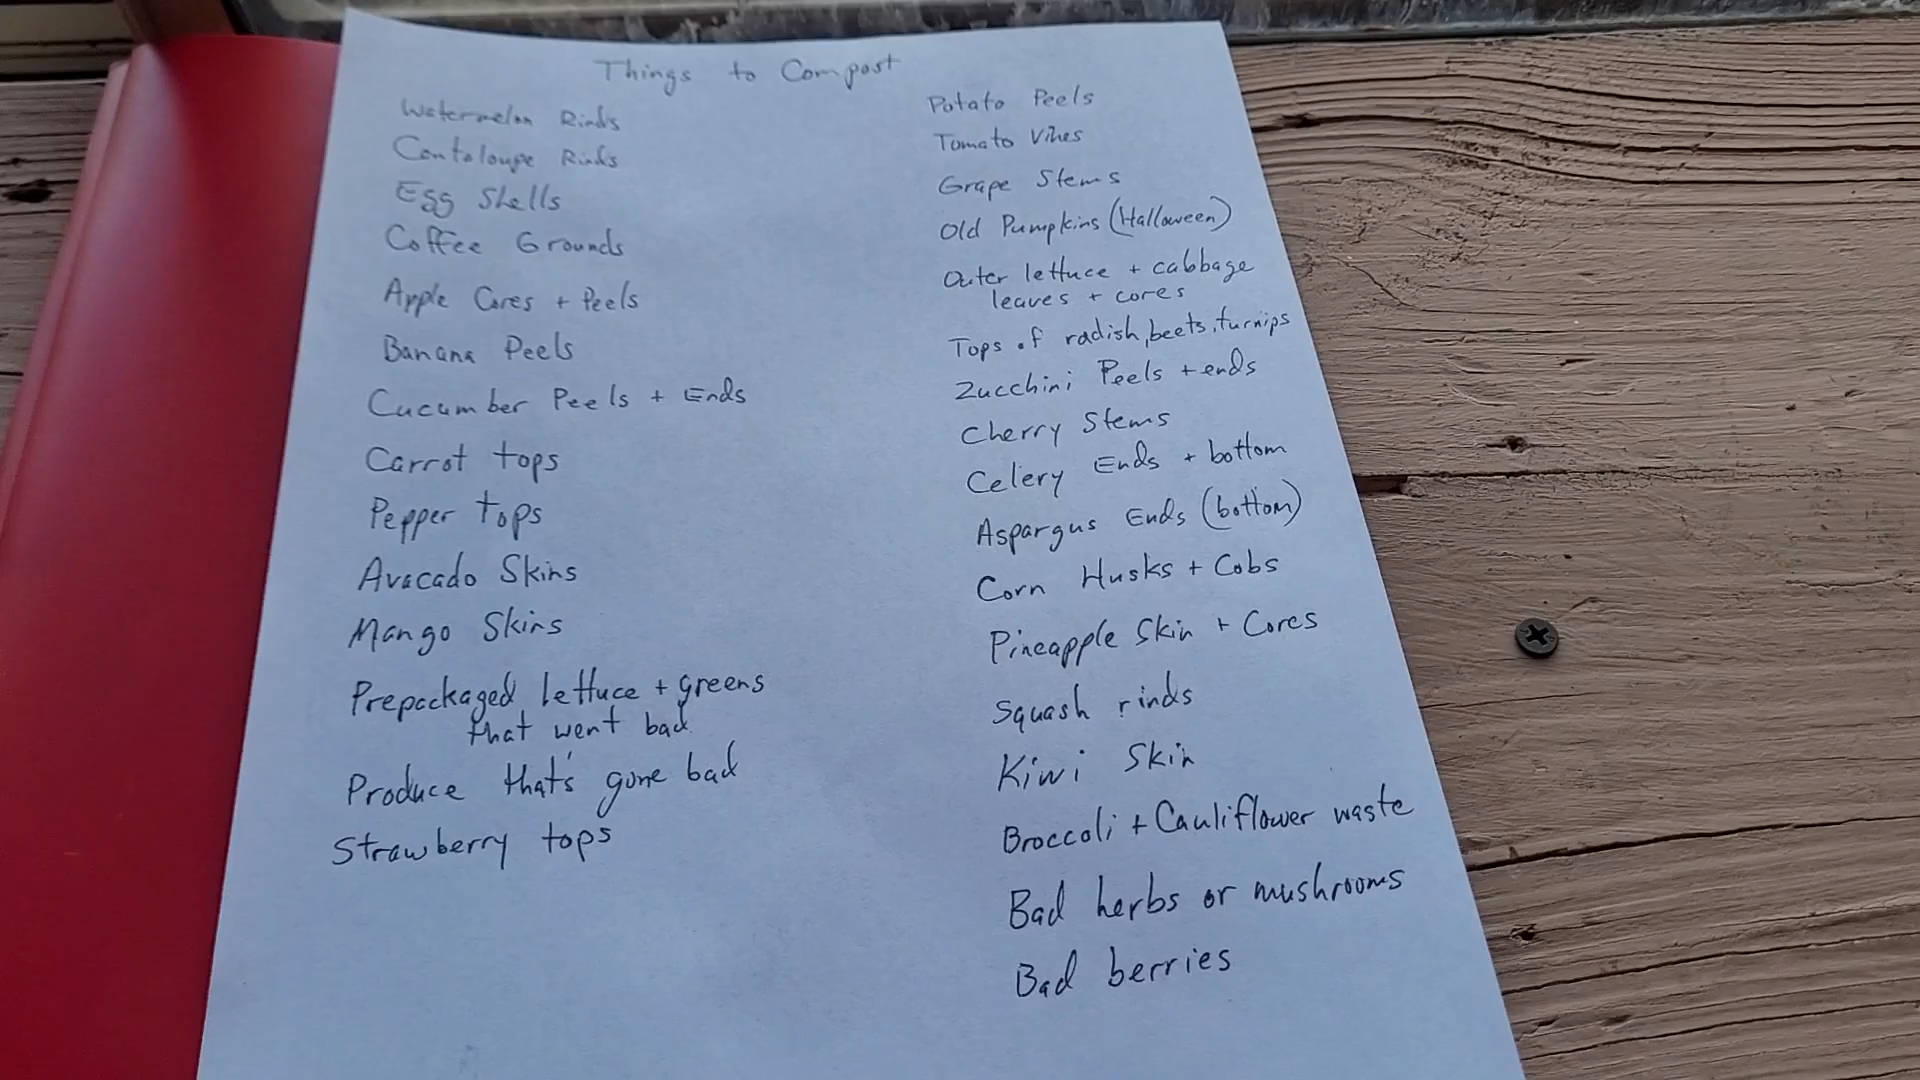 Things to Compost
Watermelon Rinds
Contaloupe Rinds
Egg Shells
Coffee Grounds
Apple Cores + Peels
Banana Peels
Cucumber Peels + Ends
Carrot tops
Pepper tops
Avacado Skins
Mango Skins
Prepackaged lettuce + greens
that went bad
Produce that's gone bad
Strawberry tops
Potato Peels
Tomato Vines
Grape Stems
Old Pumpkins (Halloween)
Outer lettuce + cabbage
leaves + cores
Tops of radish, beets, turnips
Zucchini Peels + ends
Cherry Stems
Celery Ends + bottom
Aspargus Ends (bottom)
Corn Husks + Cobs
Pineapple Skin + Cores
Squash rinds
Kiwi Skin
Broccoli + Cauliflower waste
Bad herbs or mushrooms
Bad berries